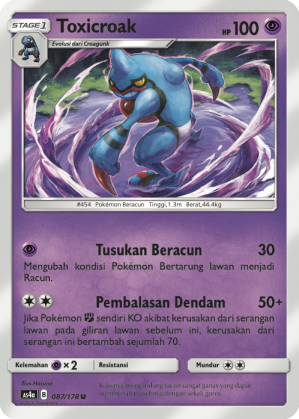 STAGE 1
Toxicroak
HP 100
Evolusi dari Croagunk
#454 Pokémon Beracun Tinggi,1.3m Berat,44.4kg
Tusukan Beracun 30
Mengubah kondisi Pokémon Bertarung lawan menjadi
Racun.
Pembalasan Dendam 50+
Jika Pokémon sendiri KO akibat kerusakan dari serangan
lawan pada giliran lawan sebelum ini, kerusakan dari
serangan ini bertambah sejumlah 70.
Kelemahan ×2 Resistansi Mundur
AS4a B 087/178 U